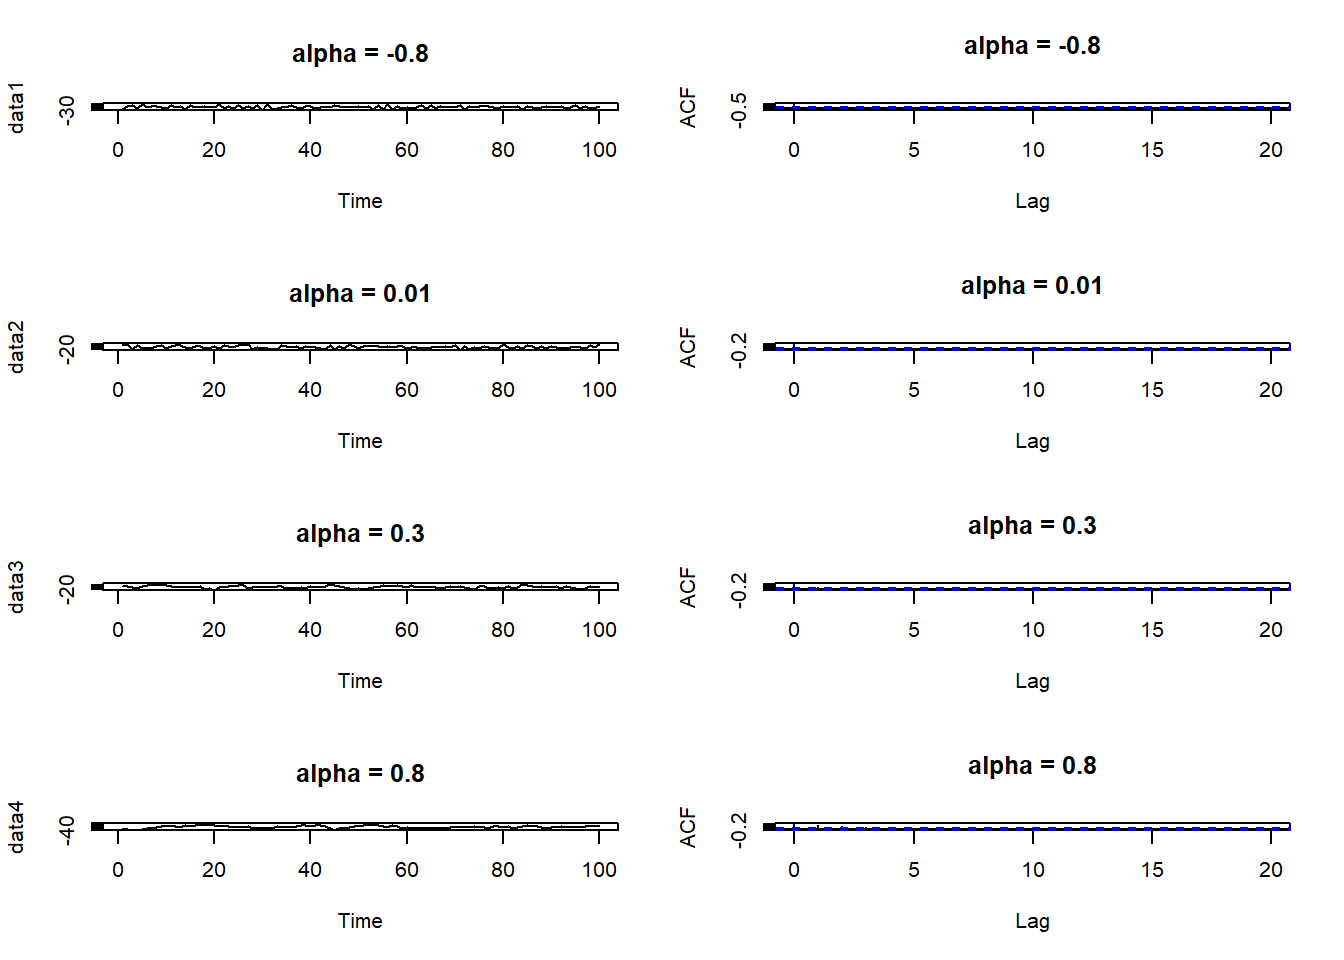 alpha = -0.8
data1
-30
0 20 40 60 80 100
Time
alpha = -0.8
ACF
-0.5
0 5 10 15 20
Lag
alpha = 0.01
data2
-20
0 20 40 60 80 100
Time
alpha = 0.01
ACF
-0.2
0 5 10 15 20
Lag
alpha = 0.3
data3
-20
0 20 40 60 80 100
Time
alpha = 0.3
ACF
-0.2
0 5 10 15 20
Lag
alpha = 0.8
data4
-40
0 20 40 60 80 100
Time
alpha = 0.8
ACF
-0.2
0 5 10 15 20
Lag